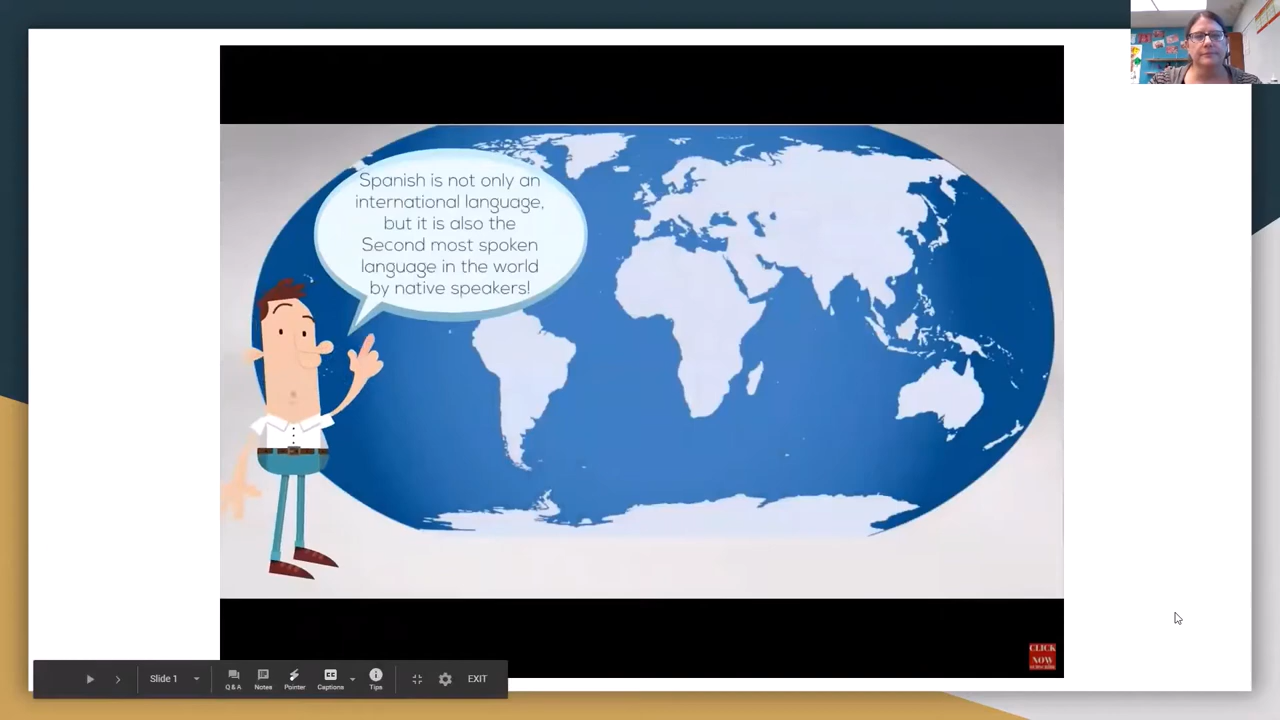 Spanish is not only an
international language,
but it is also the
Second most spoken
language in the world
by native speakers!
CLICK
NOW
Slide 1
Q&A
Notes
Pointer
Captions
Tips
EXIT